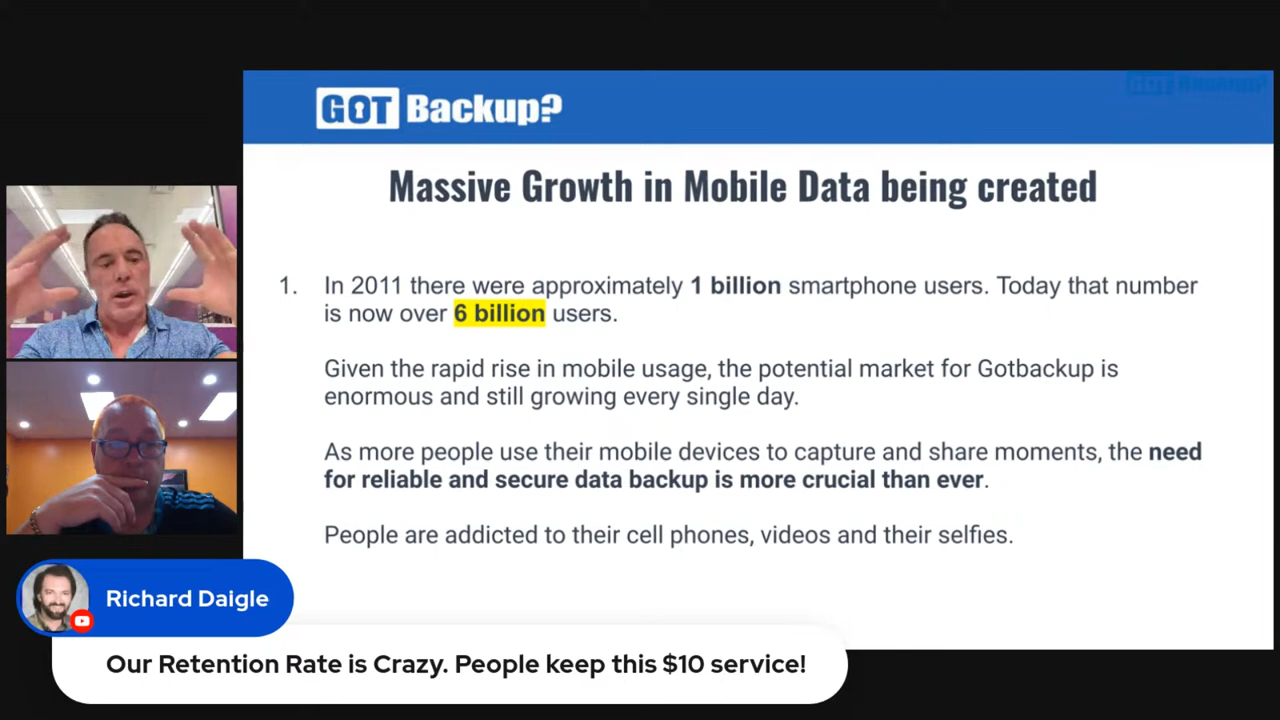 GOT Backup?
GOT Backup?
Massive Growth in Mobile Data being created
1. In 2011 there were approximately 1 billion smartphone users. Today that number
is now over 6 billion users.
Given the rapid rise in mobile usage, the potential market for Gotbackup is
enormous and still growing every single day.
As more people use their mobile devices to capture and share moments, the need
for reliable and secure data backup is more crucial than ever.
People are addicted to their cell phones, videos and their selfies.
Richard Daigle
Our Retention Rate is Crazy. People keep this $10 service!